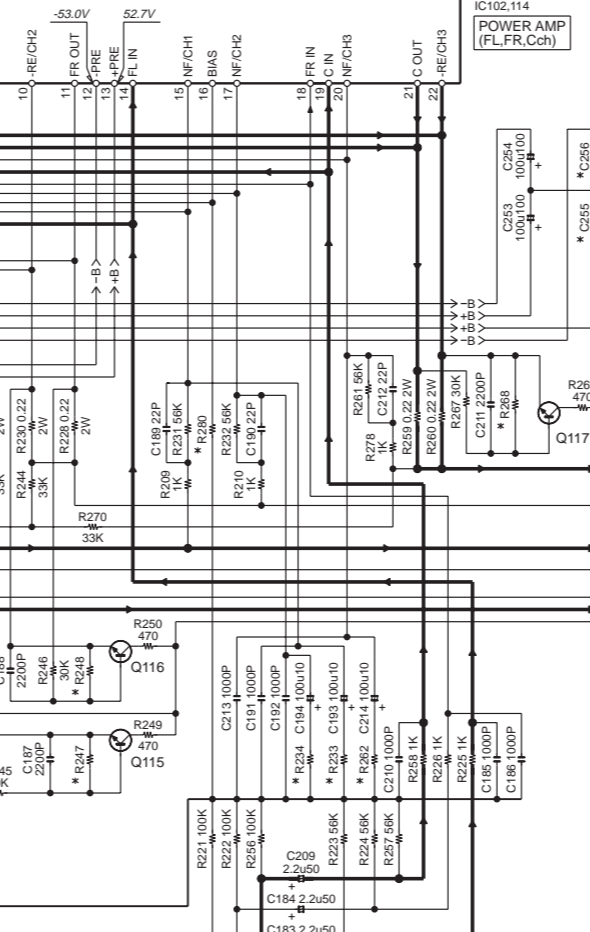 IC102,114
POWER AMP
(FL,FR,Cch)
-53.0V
52.7V
-RE/CH2
FR OUT
-PRE
+PRE
FL IN
NF/CH1
BIAS
NF/CH2
FR IN
C IN
NF/CH3
C OUT
-RE/CH3
10
11
12
13
14
15
16
17
18
19
20
21
22
C254
100u100
C253
100u100
*C256
*C255
-B
+B
-B
+B
+B
-B
2W
R230 0.22
2W
R228 0.22
2W
33K
R244
33K
C189 22P
R231 56K
*R280
R232 56K
C190 22P
R209
1K
R210
1K
R261 56K
C212 22P
R278
1K
R259 0.22 2W
R260 0.22 2W
R267 30K
C211 2200P
*R268
R26
470
Q117
R270
33K
R250
470
Q116
2200P
R246
30K
*R248
R249
470
Q115
C187
2200P
*R247
45
K
C213 1000P
C191 1000P
C192 1000P
C194 100u10
C193 100u10
C214 100u10
*R234
*R233
*R262
C210 1000P
R258 1K
R226 1K
R225 1K
C185 1000P
C186 1000P
R221 100K
R222 100K
R256 100K
R223 56K
R224 56K
R257 56K
C209
2.2u50
C184 2.2u50
C183 2.2u50